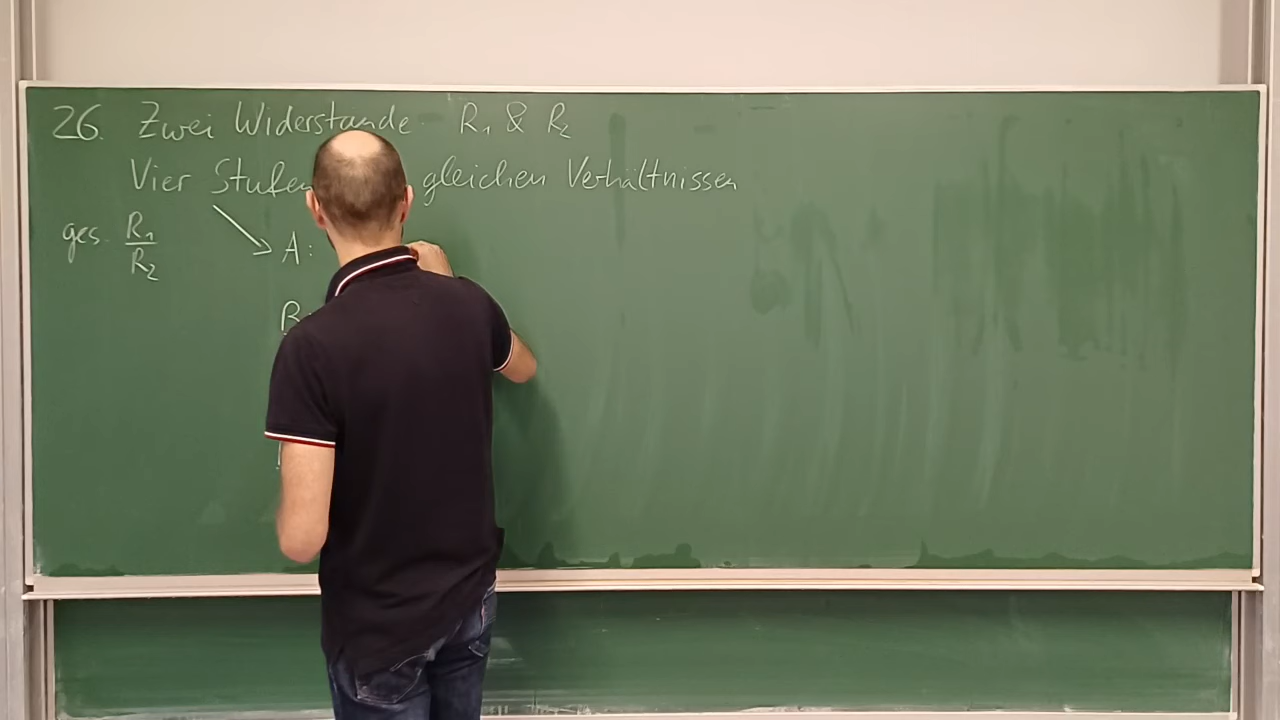 26. Zwei Widerstände R₁ & R₂
Vier Stufen gleichen Verhältnissen
ges. R₁/R₂
A:
B